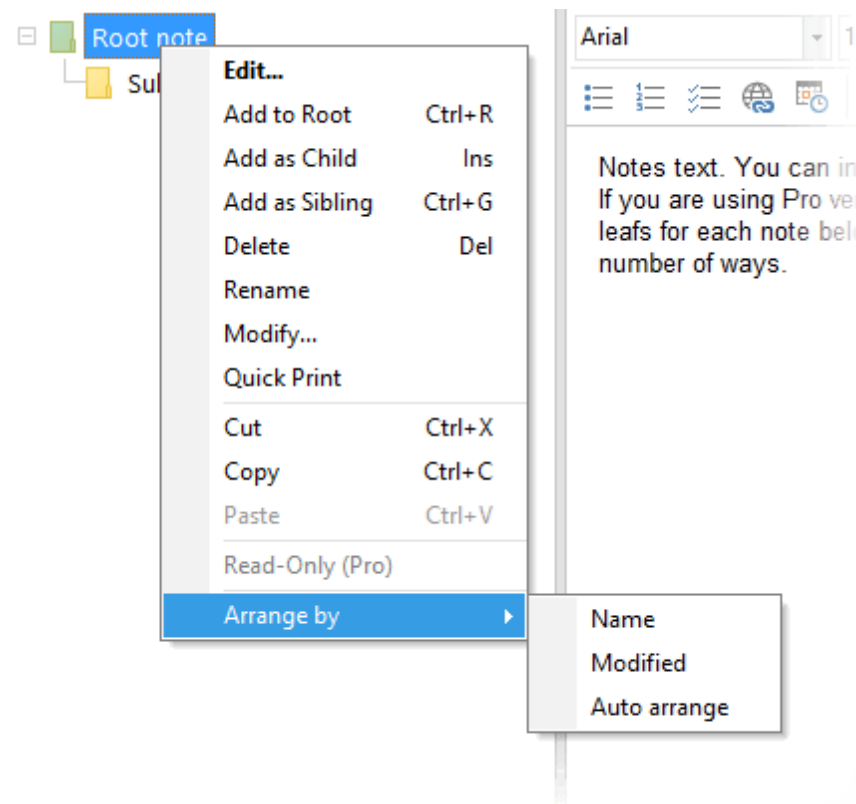 Root note
Arial
Edit...
Add to Root Ctrl+R
Add as Child Ins
Add as Sibling Ctrl+G
Delete Del
Rename
Modify...
Quick Print
Cut Ctrl+X
Copy Ctrl+C
Paste Ctrl+V
Read-Only (Pro)
Arrange by
Name
Modified
Auto arrange
Notes text. You can in
If you are using Pro ve
leafs for each note bel
number of ways.